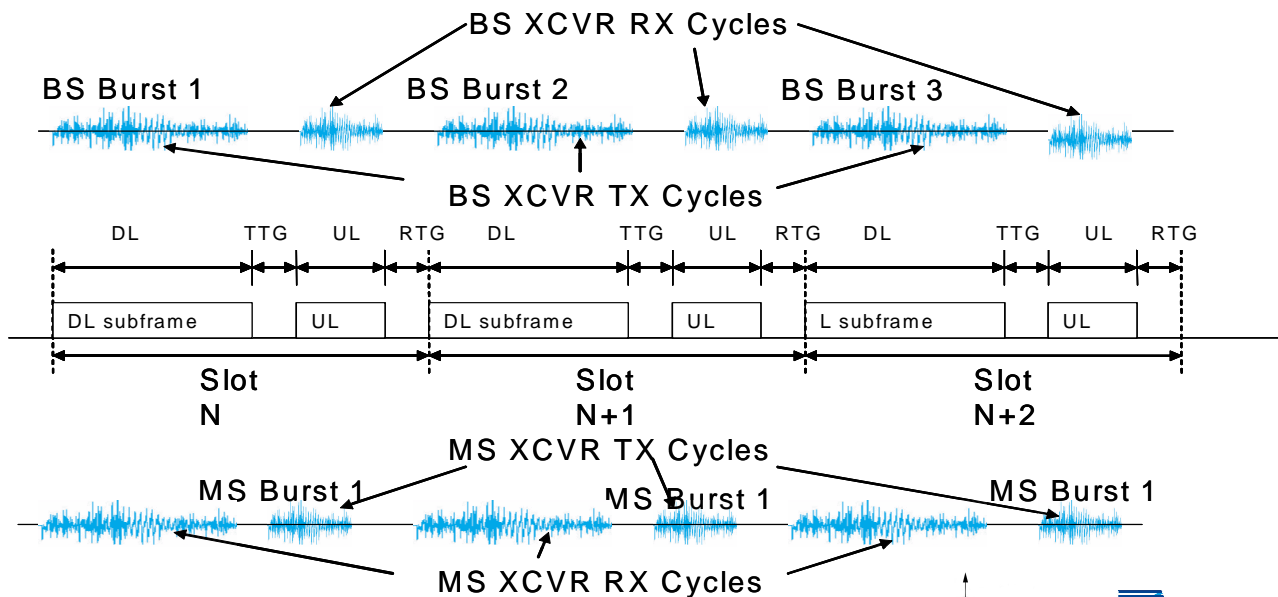 BS XCVR RX Cycles
BS Burst 1 BS Burst 2 BS Burst 3
BS XCVR TX Cycles
DL TTG UL RTG DL TTG UL RTG DL TTG UL RTG
DL subframe UL DL subframe UL L subframe UL
Slot Slot Slot
N N+1 N+2
MS XCVR TX Cycles
MS Burst 1 MS Burst 1 MS Burst 1
MS XCVR RX Cycles